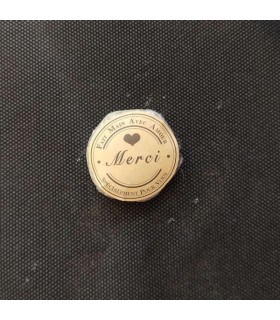 Fait Main Avec Amour
Merci
Spécialement Pour Vous